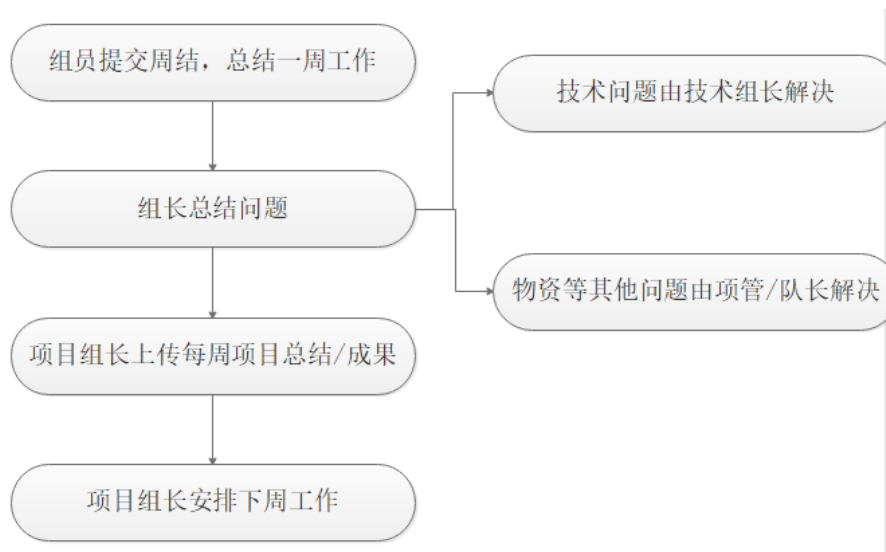 组员提交周结，总结一周工作
技术问题由技术组长解决
组长总结问题
物资等其他问题由项管/队长解决
项目组长上传每周项目总结/成果
项目组长安排下周工作